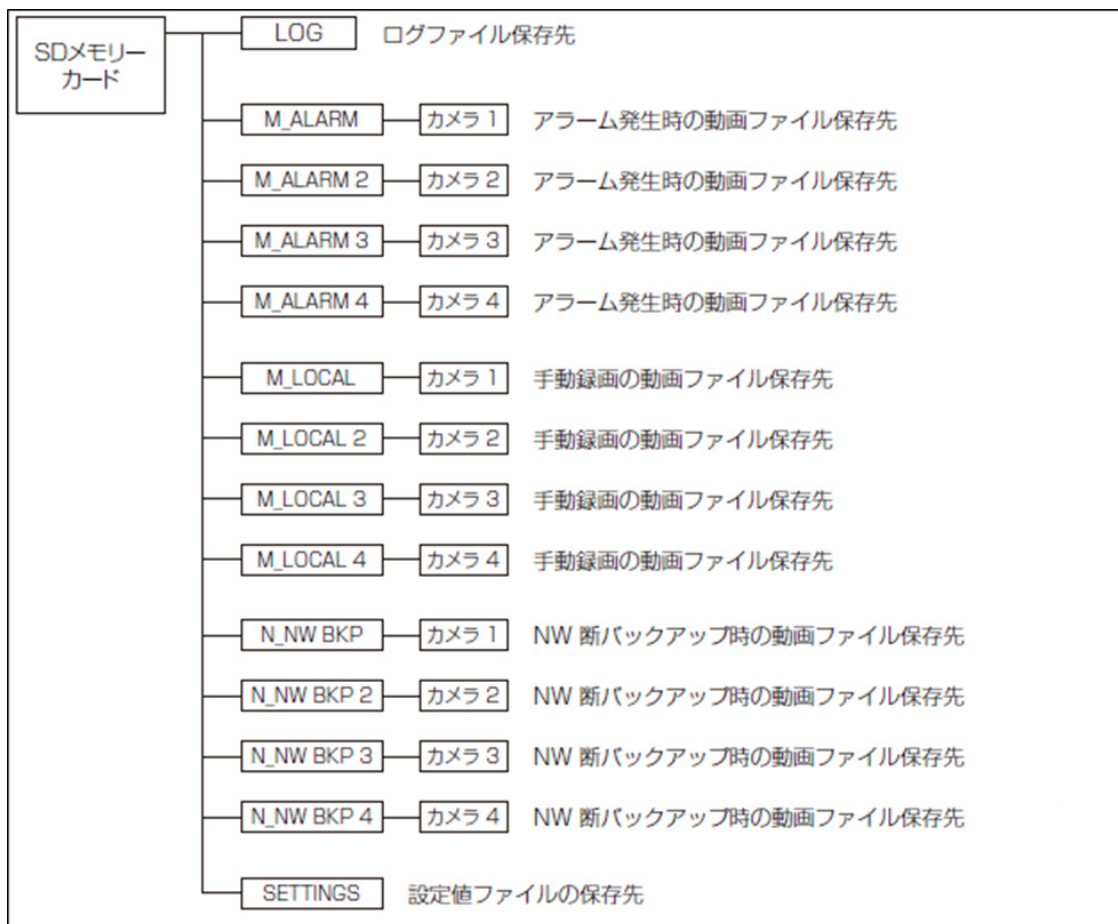 SDメモリー
カード
LOG ログファイル保存先
M_ALARM カメラ 1 アラーム発生時の動画ファイル保存先
M_ALARM 2 カメラ 2 アラーム発生時の動画ファイル保存先
M_ALARM 3 カメラ 3 アラーム発生時の動画ファイル保存先
M_ALARM 4 カメラ 4 アラーム発生時の動画ファイル保存先
M_LOCAL カメラ 1 手動録画の動画ファイル保存先
M_LOCAL 2 カメラ 2 手動録画の動画ファイル保存先
M_LOCAL 3 カメラ 3 手動録画の動画ファイル保存先
M_LOCAL 4 カメラ 4 手動録画の動画ファイル保存先
N_NW BKP カメラ 1 NW 断バックアップ時の動画ファイル保存先
N_NW BKP 2 カメラ 2 NW 断バックアップ時の動画ファイル保存先
N_NW BKP 3 カメラ 3 NW 断バックアップ時の動画ファイル保存先
N_NW BKP 4 カメラ 4 NW 断バックアップ時の動画ファイル保存先
SETTINGS 設定値ファイルの保存先